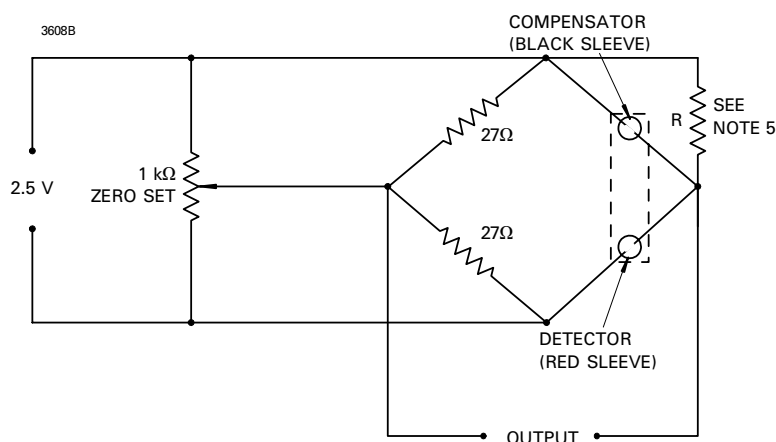 3608B
COMPENSATOR
(BLACK SLEEVE)
27Ω
R
SEE
NOTE 5
1 kΩ
ZERO SET
2.5 V
27Ω
DETECTOR
(RED SLEEVE)
OUTPUT